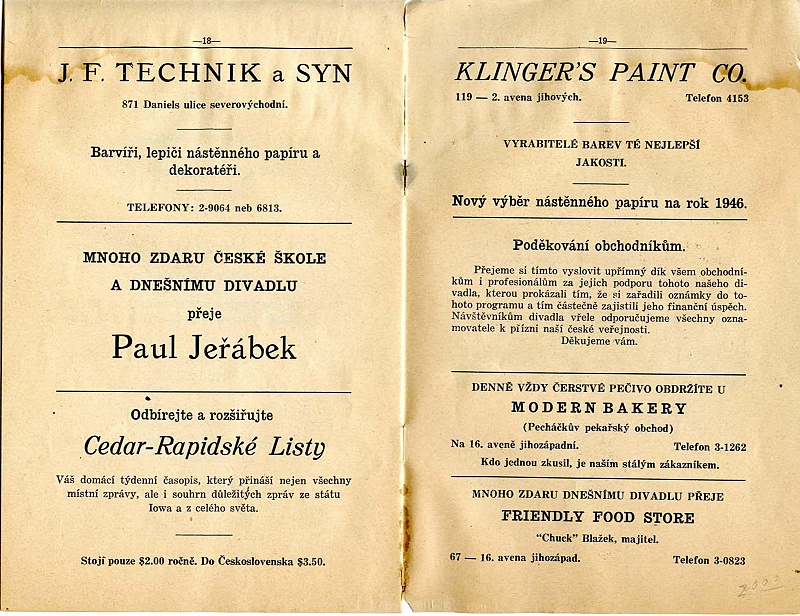 —18—
J. F. TECHNIK a SYN
871 Daniels ulice severovýchodní.
Barvíři, lepiči nástěnného papíru a
dekoratéři.
TELEFONY: 2-9064 neb 6813.
MNOHO ZDARU ČESKÉ ŠKOLE
A DNEŠNÍMU DIVADLU
přeje
Paul Jeřábek
Odbírejte a rozšiřujte
Cedar-Rapidské Listy
Váš domácí týdenní časopis, který přináší nejen všechny
místní zprávy, ale i souhrn důležitých zpráv ze státu
Iowa a z celého světa.
Stojí pouze $2.00 ročně. Do Československa $3.50.
—19—
KLINGER'S PAINT CO.
119 — 2. avena jihových.
Telefon 4153
VYRABITELÉ BAREV TÉ NEJLEPŠÍ
JAKOSTI.
Nový výběr nástěnného papíru na rok 1946.
Poděkování obchodníkům.
Přejeme si tímto vyslovit upřímný dík všem obchodní-
kům i profesionálům za jejich podporu tohoto našeho di-
vadla, kterou prokázali tím, že si zařadili oznámky do to-
hoto programu a tím částečně zajistili jeho finanční úspěch.
Návštěvníkům divadla vřele odporučujeme všechny ozna-
movatele k přízni naší české veřejnosti.
Děkujeme vám.
DENNĚ VŽDY ČERSTVÉ PEČIVO OBDRŽÍTE U
MODERN BAKERY
(Pecháčkův pekařský obchod)
Na 16. aveně jihozápadní.
Telefon 3-1262
Kdo jednou zkusil, je naším stálým zákazníkem.
MNOHO ZDARU DNEŠNÍMU DIVADLU PŘEJE
FRIENDLY FOOD STORE
"Chuck" Blažek, majitel.
67 — 16. avena jihozápad.
Telefon 3-0823